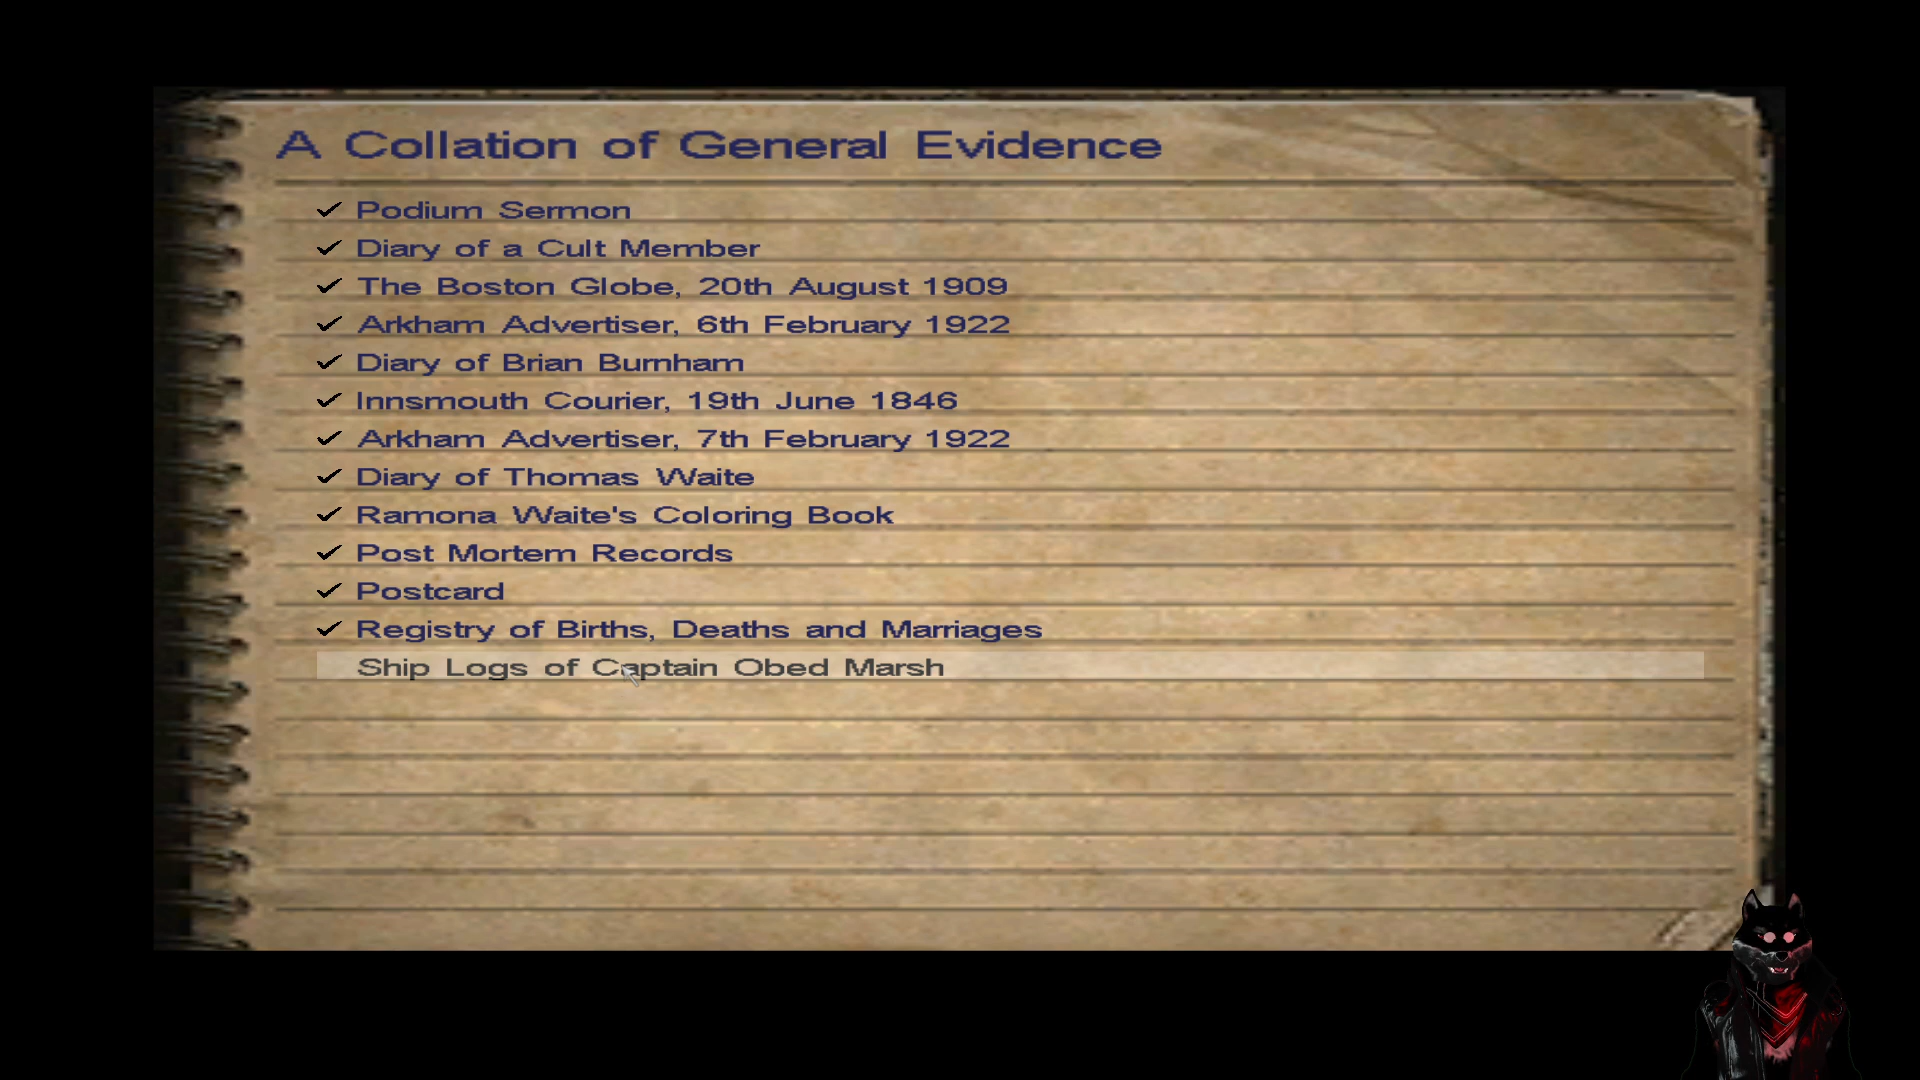 A Collation of General Evidence
Podium Sermon
Diary of a Cult Member
The Boston Globe, 20th August 1909
Arkham Advertiser, 6th February 1922
Diary of Brian Burnham
Innsmouth Courier, 19th June 1846
Arkham Advertiser, 7th February 1922
Diary of Thomas Waite
Ramona Waite's Coloring Book
Post Mortem Records
Postcard
Registry of Births, Deaths and Marriages
Ship Logs of Captain Obed Marsh